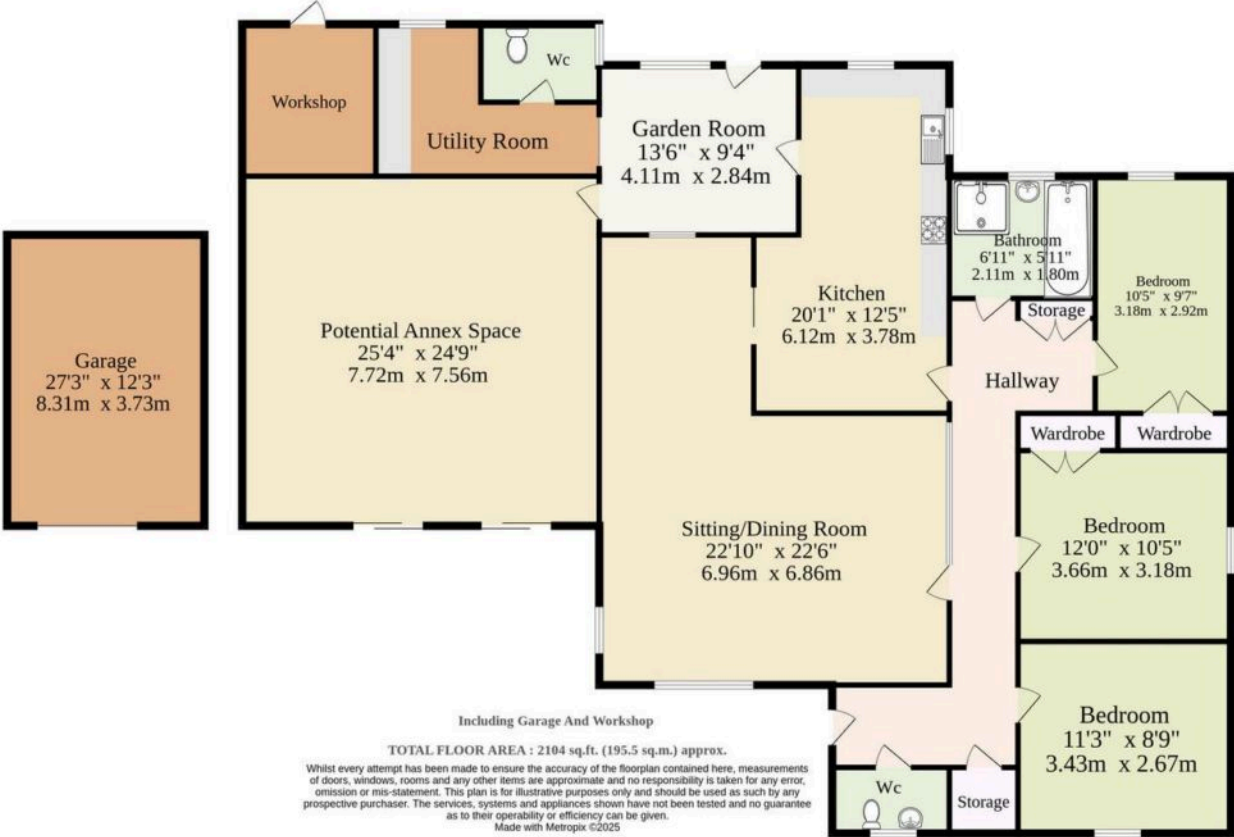 Workshop
Utility Room
Wc
Garden Room
13'6" x 9'4"
4.11m x 2.84m
Bathroom
6'11" x 5'11"
2.11m x 1.80m
Bedroom
10'5" x 9'7"
3.18m x 2.92m
Kitchen
20'1" x 12'5"
6.12m x 3.78m
Storage
Potential Annex Space
25'4" x 24'9"
7.72m x 7.56m
Garage
27'3" x 12'3"
8.31m x 3.73m
Hallway
Wardrobe
Wardrobe
Sitting/Dining Room
22'10" x 22'6"
6.96m x 6.86m
Bedroom
12'0" x 10'5"
3.66m x 3.18m
Bedroom
11'3" x 8'9"
3.43m x 2.67m
Wc
Storage
Including Garage And Workshop
TOTAL FLOOR AREA : 2104 sq.ft. (195.5 sq.m.) approx.
Whilst every attempt has been made to ensure the accuracy of the floorplan contained here, measurements
of doors, windows, rooms and any other items are approximate and no responsibility is taken for any error,
omission or mis-statement. This plan is for illustrative purposes only and should be used as such by any
prospective purchaser. The services, systems and appliances shown have not been tested and no guarantee
as to their operability or efficiency can be given.
Made with Metropix ©2025